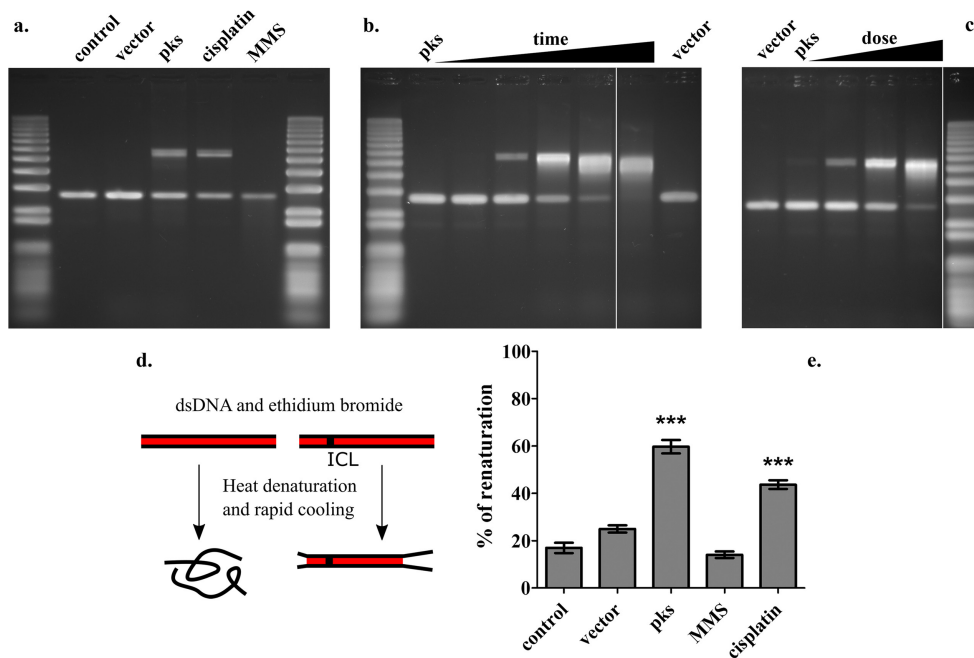 a.
control
vector
pks
cisplatin
MMS
b.
pks
time
vector
vector
pks
dose
c
d.
dsDNA and ethidium bromide
ICL
Heat denaturation
and rapid cooling
e.
% of renaturation
100
80
60
40
20
0
***
***
control
vector
pks
MMS
cisplatin